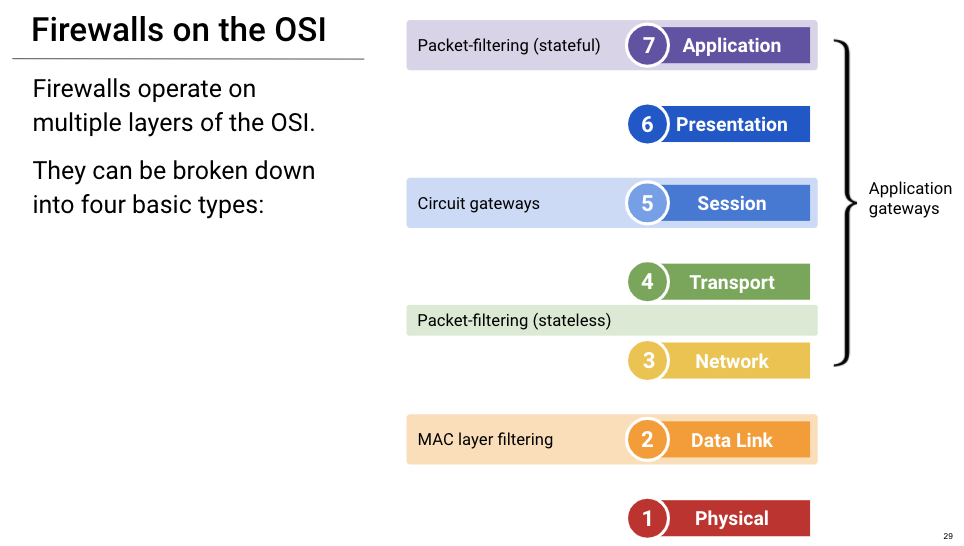 Firewalls on the OSI
Firewalls operate on
multiple layers of the OSI.
They can be broken down
into four basic types:
Packet-filtering (stateful)
7 Application
6 Presentation
Circuit gateways
5 Session
4 Transport
Packet-filtering (stateless)
3 Network
MAC layer filtering
2 Data Link
1 Physical
Application
gateways
29